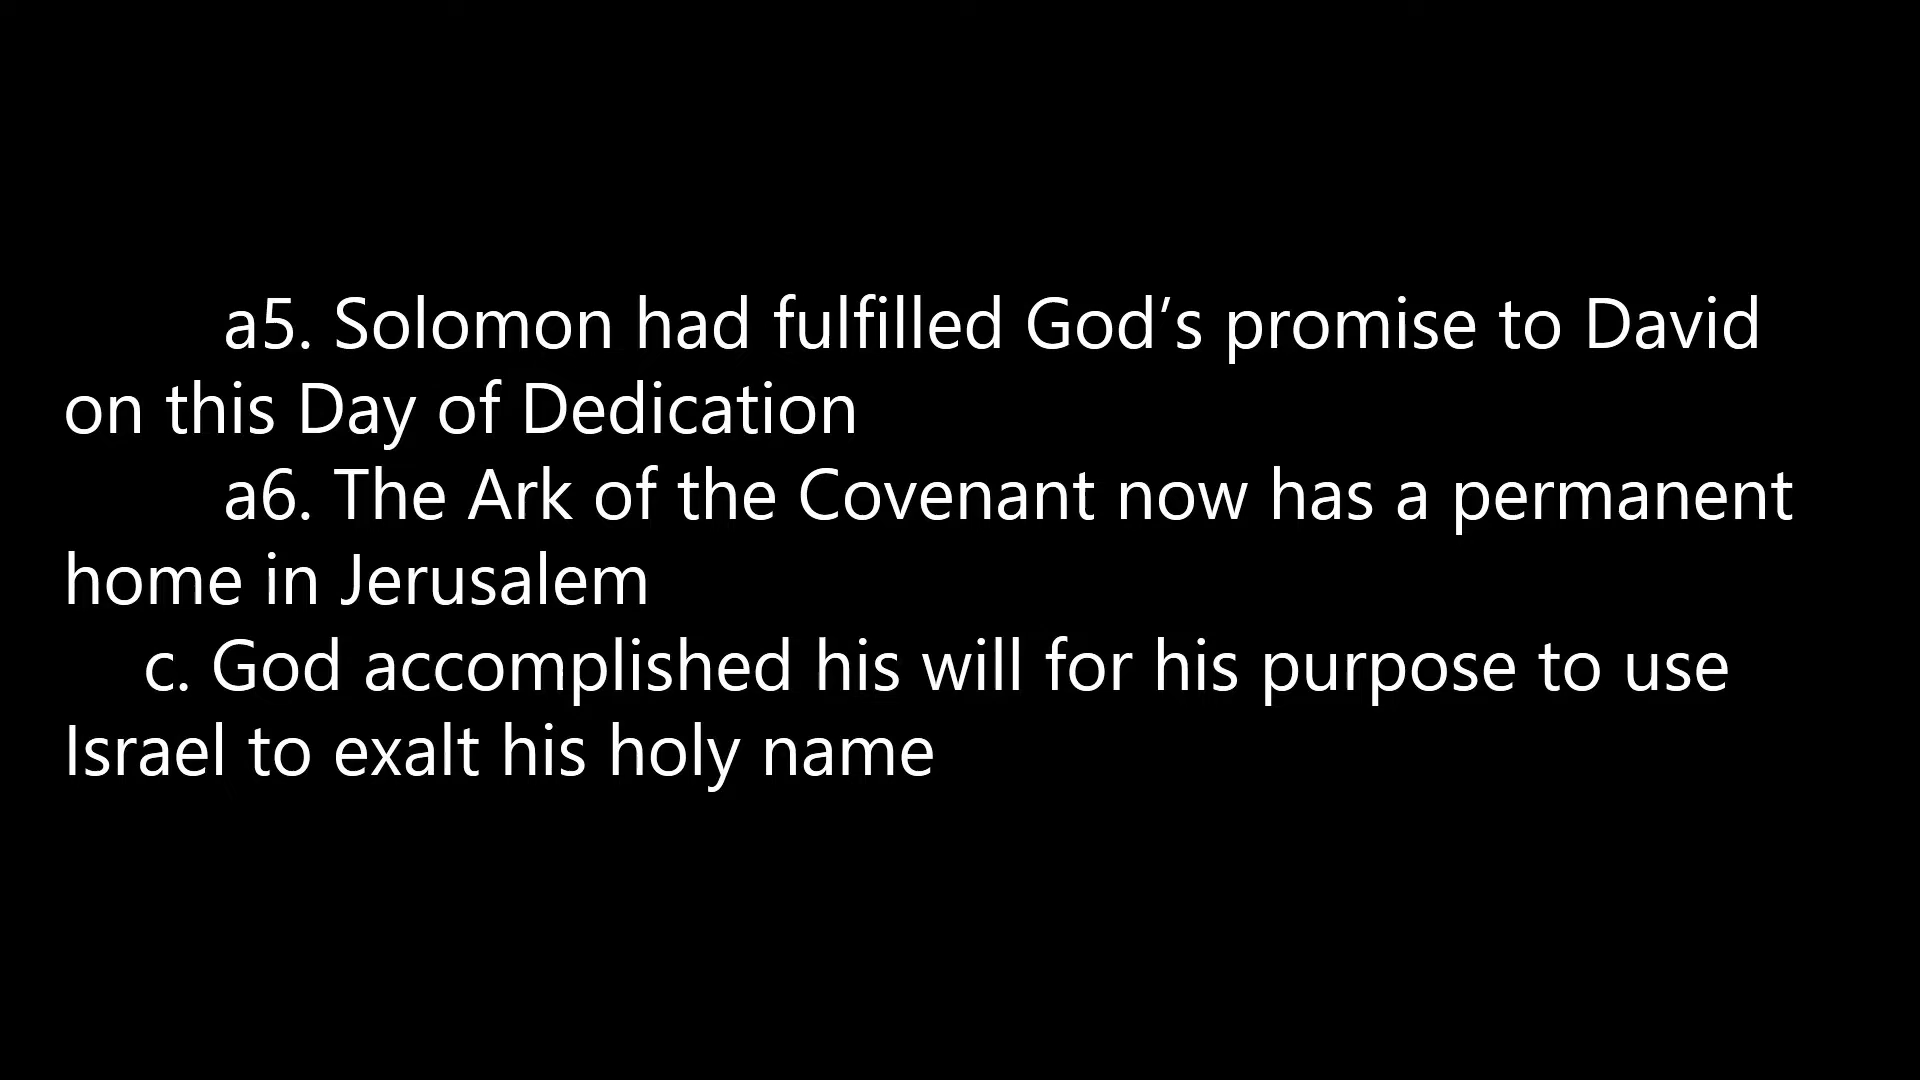 a5. Solomon had fulfilled God’s promise to David
on this Day of Dedication
a6. The Ark of the Covenant now has a permanent
home in Jerusalem
c. God accomplished his will for his purpose to use
Israel to exalt his holy name